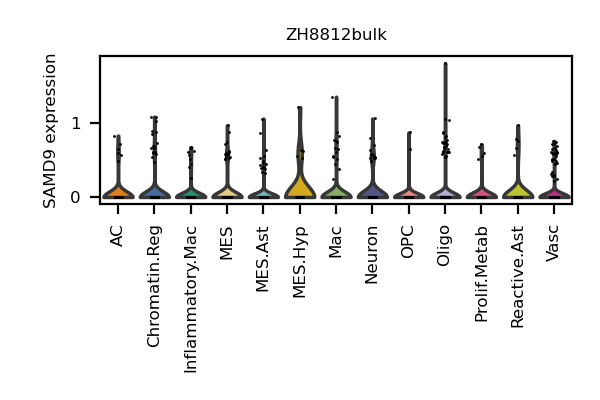 ZH8812bulk
SAMD9 expression
1
0
AC
Chromatin.Reg
Inflammatory.Mac
MES
MES.Ast
MES.Hyp
Mac
Neuron
OPC
Oligo
Prolif.Metab
Reactive.Ast
Vasc